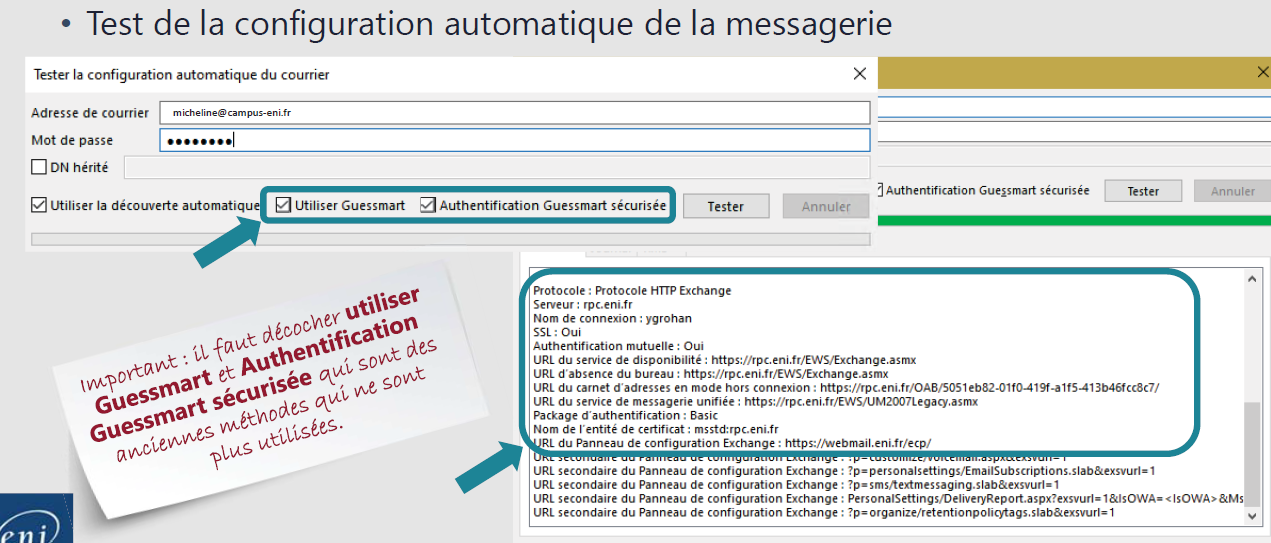 • Test de la configuration automatique de la messagerie
Tester la configuration automatique du courrier
Adresse de courrier micheline@campus-eni.fr
Mot de passe ••••••••
DN hérité
Utiliser la découverte automatique Utiliser Guessmart Authentification Guessmart sécurisée Tester Annuler
Authentification Guessmart sécurisée Tester Annuler
Important : il faut décocher utiliser
Guessmart et Authentification
Guessmart sécurisée qui sont des
anciennes méthodes qui ne sont
plus utilisées.
Protocole : Protocole HTTP Exchange
Serveur : rpc.eni.fr
Nom de connexion : ygrohan
SSL : Oui
Authentification mutuelle : Oui
URL du service de disponibilité : https://rpc.eni.fr/EWS/Exchange.asmx
URL d'absence du bureau : https://rpc.eni.fr/EWS/Exchange.asmx
URL du carnet d'adresses en mode hors connexion : https://rpc.eni.fr/OAB/5051eb82-01f0-419f-a1f5-413b46fcc8c7/
URL du service de messagerie unifiée : https://rpc.eni.fr/EWS/UM2007Legacy.asmx
Package d'authentification : Basic
Nom de l'entité de certificat : msstd:rpc.eni.fr
URL du Panneau de configuration Exchange : https://webmail.eni.fr/ecp/
URL secondaire du Panneau de configuration Exchange : ?p=customize/voicemail.aspx&exsvurl=1
URL secondaire du Panneau de configuration Exchange : ?p=personalsettings/EmailSubscriptions.slab&exsvurl=1
URL secondaire du Panneau de configuration Exchange : ?p=sms/textmessaging.slab&exsvurl=1
URL secondaire du Panneau de configuration Exchange : PersonalSettings/DeliveryReport.aspx?exsvurl=1&IsOWA=<IsOWA>&Ms
URL secondaire du Panneau de configuration Exchange : ?p=organize/retentionpolicytags.slab&exsvurl=1
eni